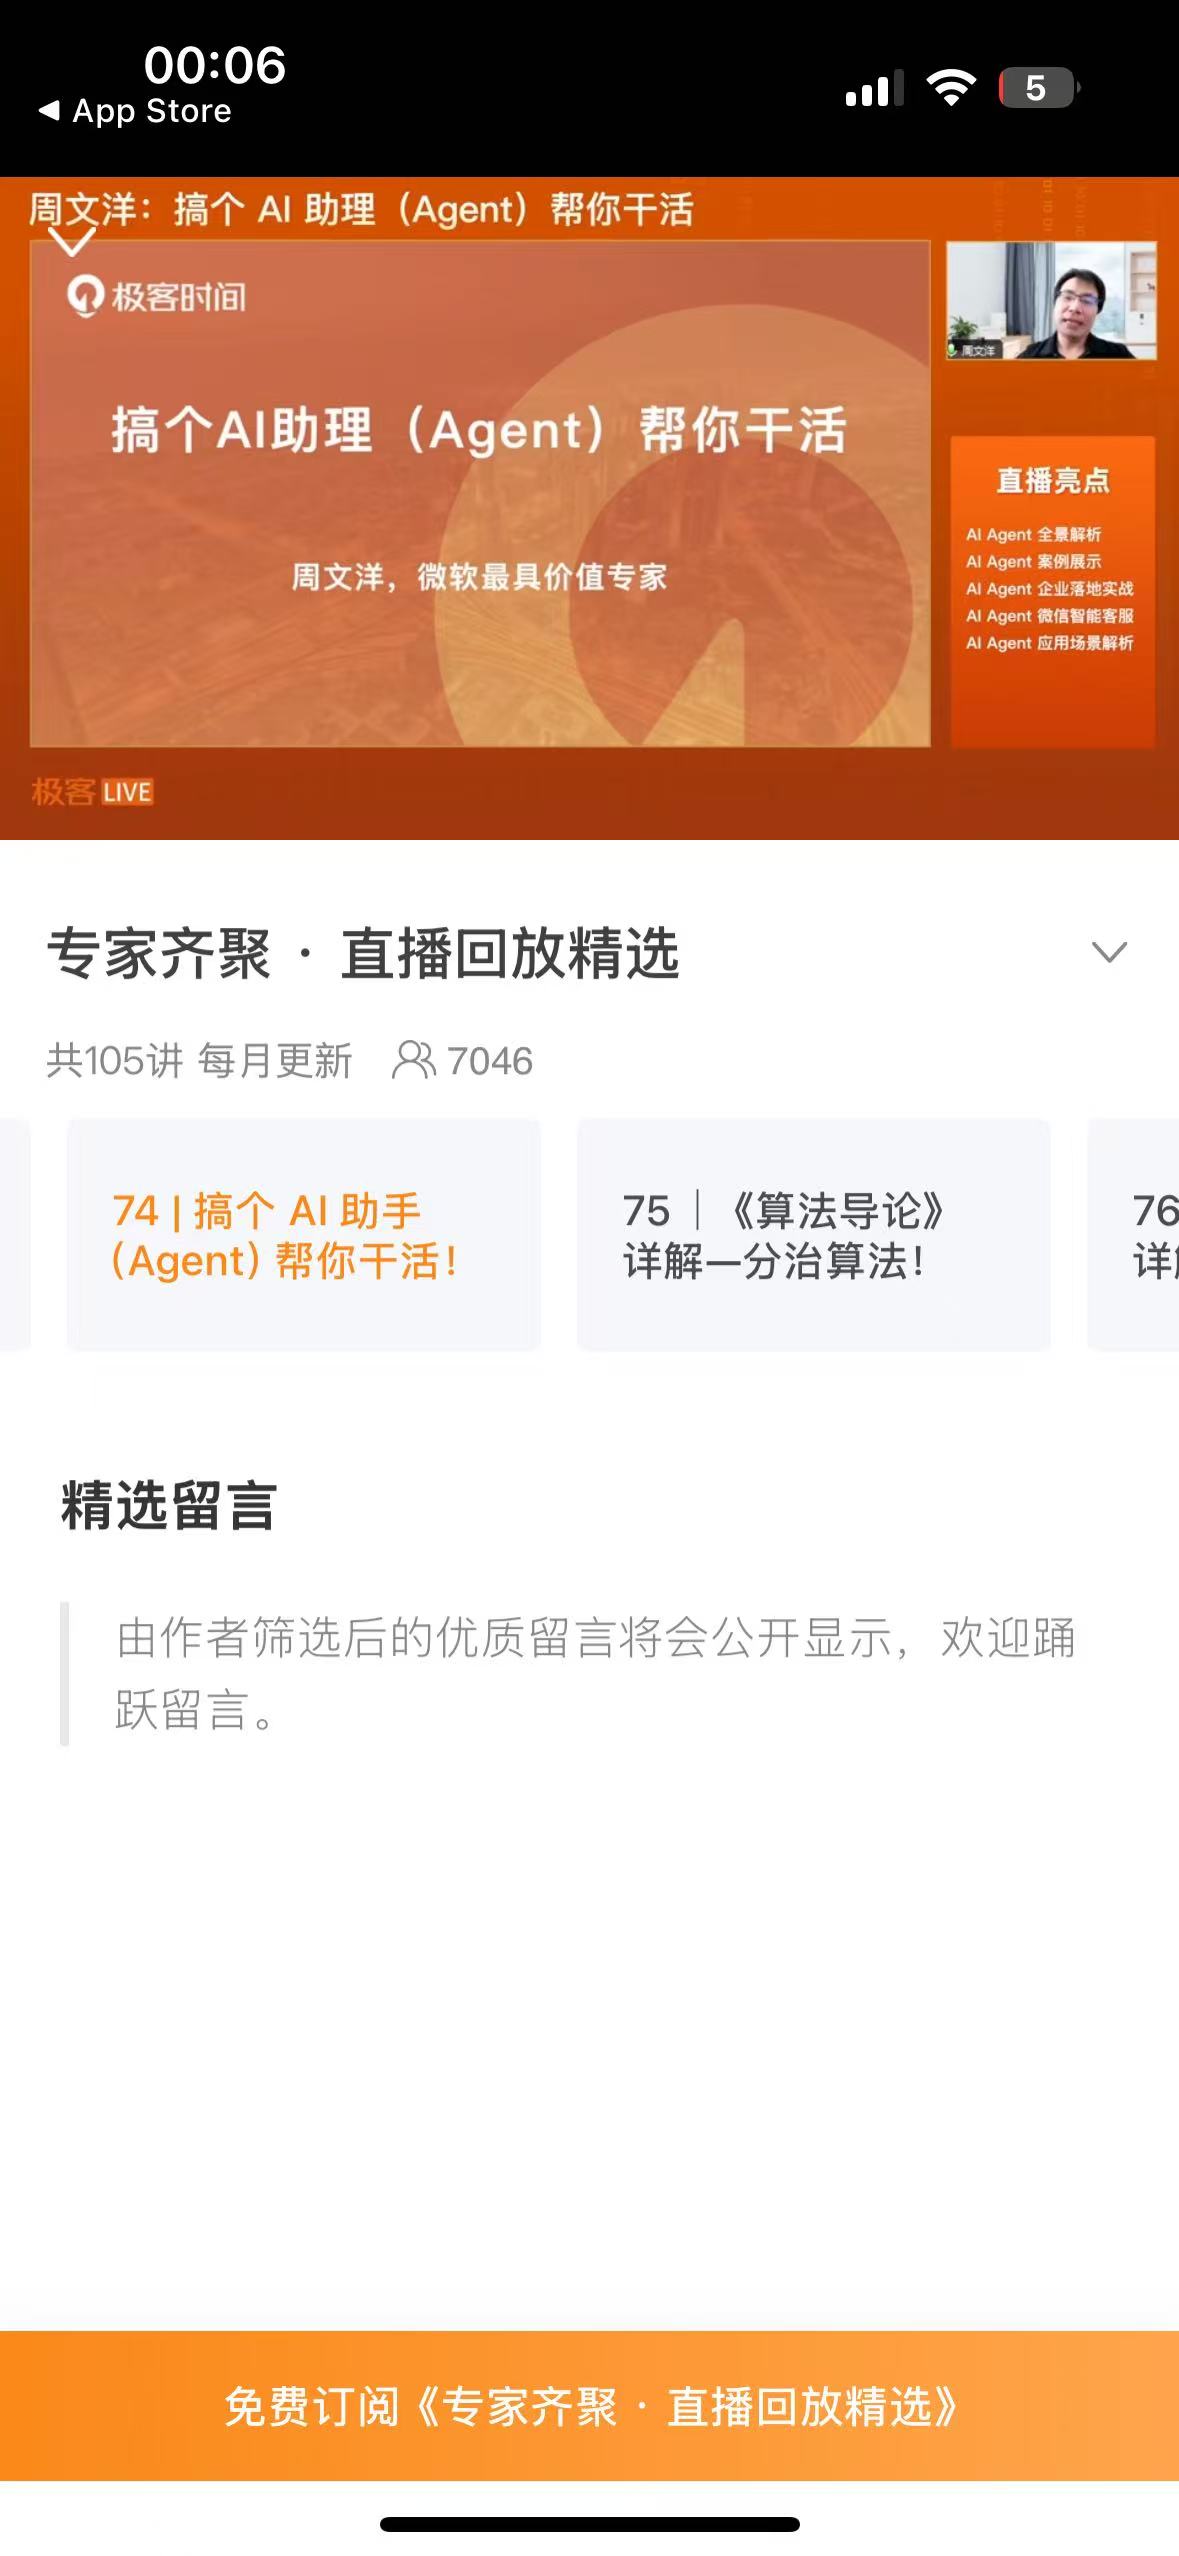 00:06
App Store
5
周文洋：搞个 AI 助理（Agent）帮你干活
极客时间
搞个AI助理（Agent）帮你干活
周文洋，微软最具价值专家
周文洋
直播亮点
AI Agent 全景解析
AI Agent 案例展示
AI Agent 企业落地实战
AI Agent 微信智能客服
AI Agent 应用场景解析
极客 LIVE
专家齐聚 · 直播回放精选
共105讲 每月更新 7046
74 | 搞个 AI 助手
(Agent) 帮你干活！
75｜《算法导论》
详解—分治算法！
76
详
精选留言
由作者筛选后的优质留言将会公开显示，欢迎踊
跃留言。
免费订阅《专家齐聚 · 直播回放精选》